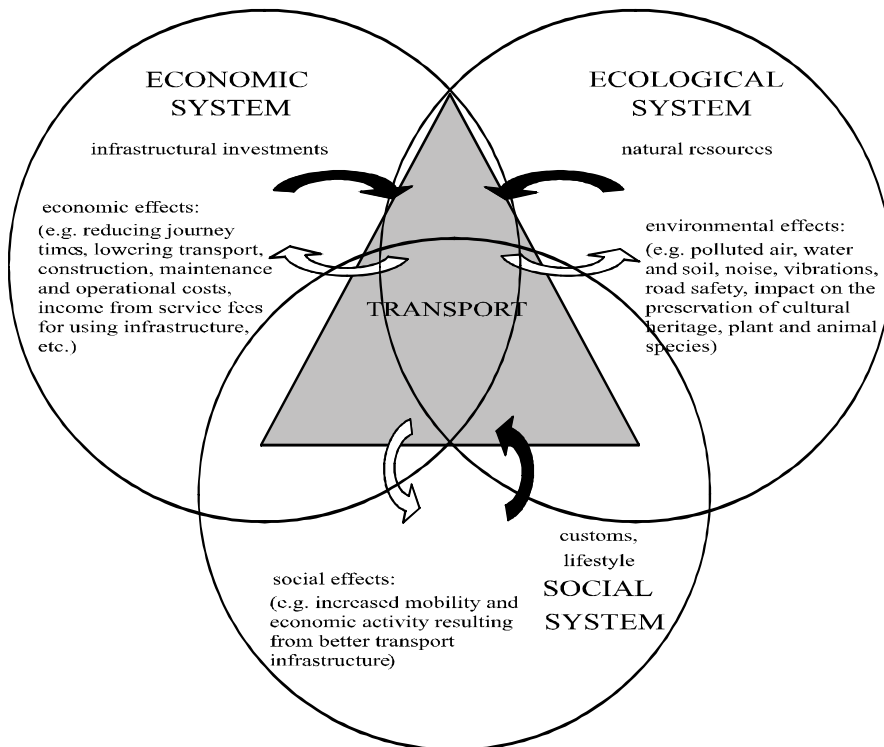 ECONOMIC
SYSTEM
infrastructural investments
economic effects:
(e.g. reducing journey
times, lowering transport,
construction, maintenance
and operational costs,
income from service fees
for using infrastructure,
etc.)
ECOLOGICAL
SYSTEM
natural resources
environmental effects:
(e.g. polluted air, water
and soil, noise, vibrations,
road safety, impact on the
preservation of cultural
heritage, plant and animal
species)
TRANSPORT
customs,
lifestyle
SOCIAL
SYSTEM
social effects:
(e.g. increased mobility and
economic activity resulting
from better transport
infrastructure)